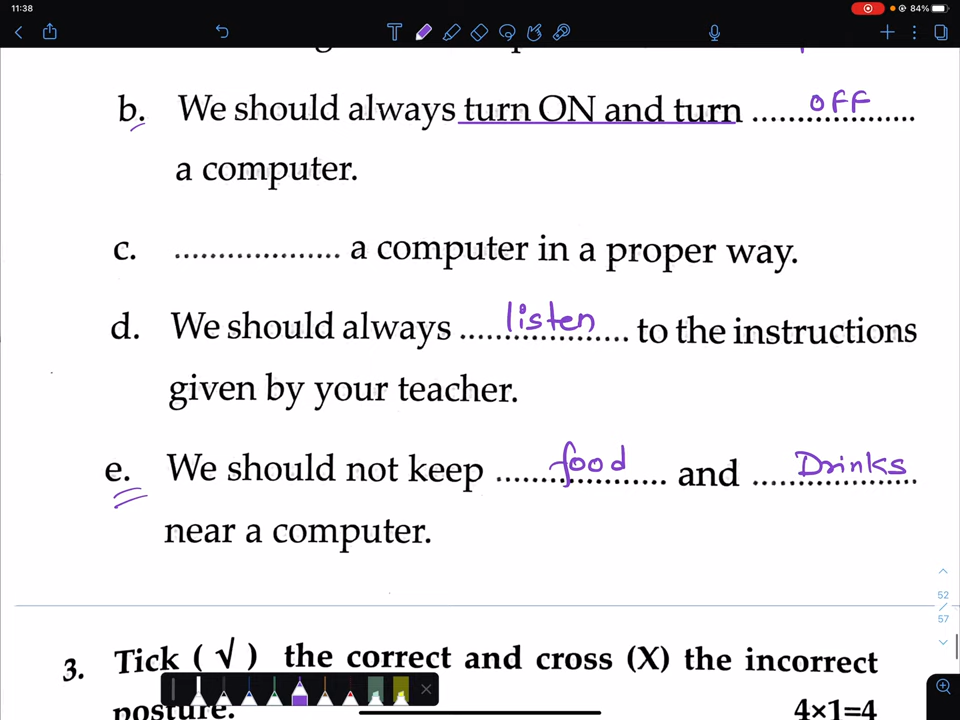 11:38
84%
b. We should always turn ON and turn ......OFF......
a computer.
c. ................... a computer in a proper way.
d. We should always ......listen...... to the instructions
given by your teacher.
e. We should not keep ......food...... and ......Drinks......
near a computer.
52
/
57
3. Tick ( √ ) the correct and cross (X) the incorrect
posture. 4×1=4